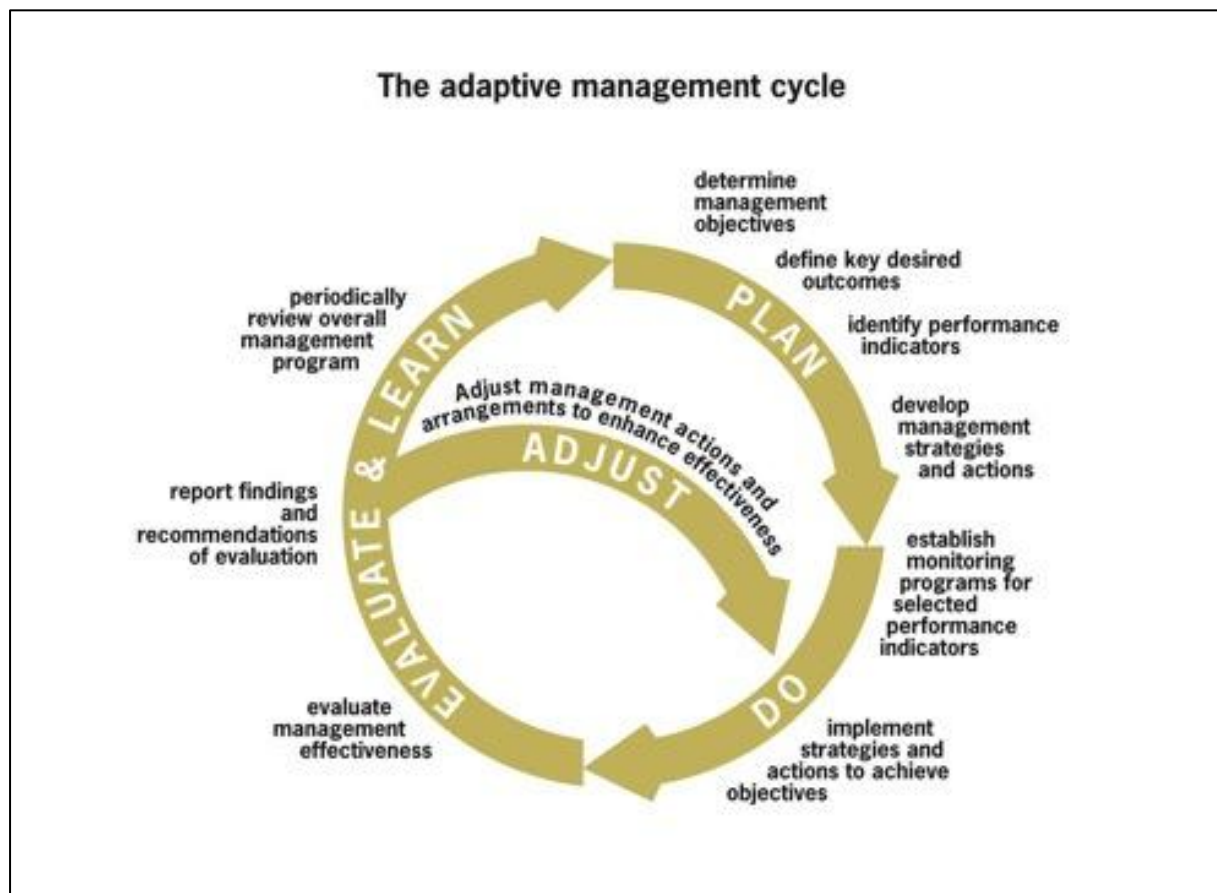 The adaptive management cycle
determine
management
objectives
define key desired
outcomes
PLAN
identify performance
indicators
develop
management
strategies
and actions
establish
monitoring
programs for
selected
performance
indicators
DO
implement
strategies and
actions to achieve
objectives
evaluate
management
effectiveness
EVALUATE & LEARN
report findings
and
recommendations
of evaluation
periodically
review overall
management
program
Adjust management actions and
arrangements to enhance effectiveness
ADJUST